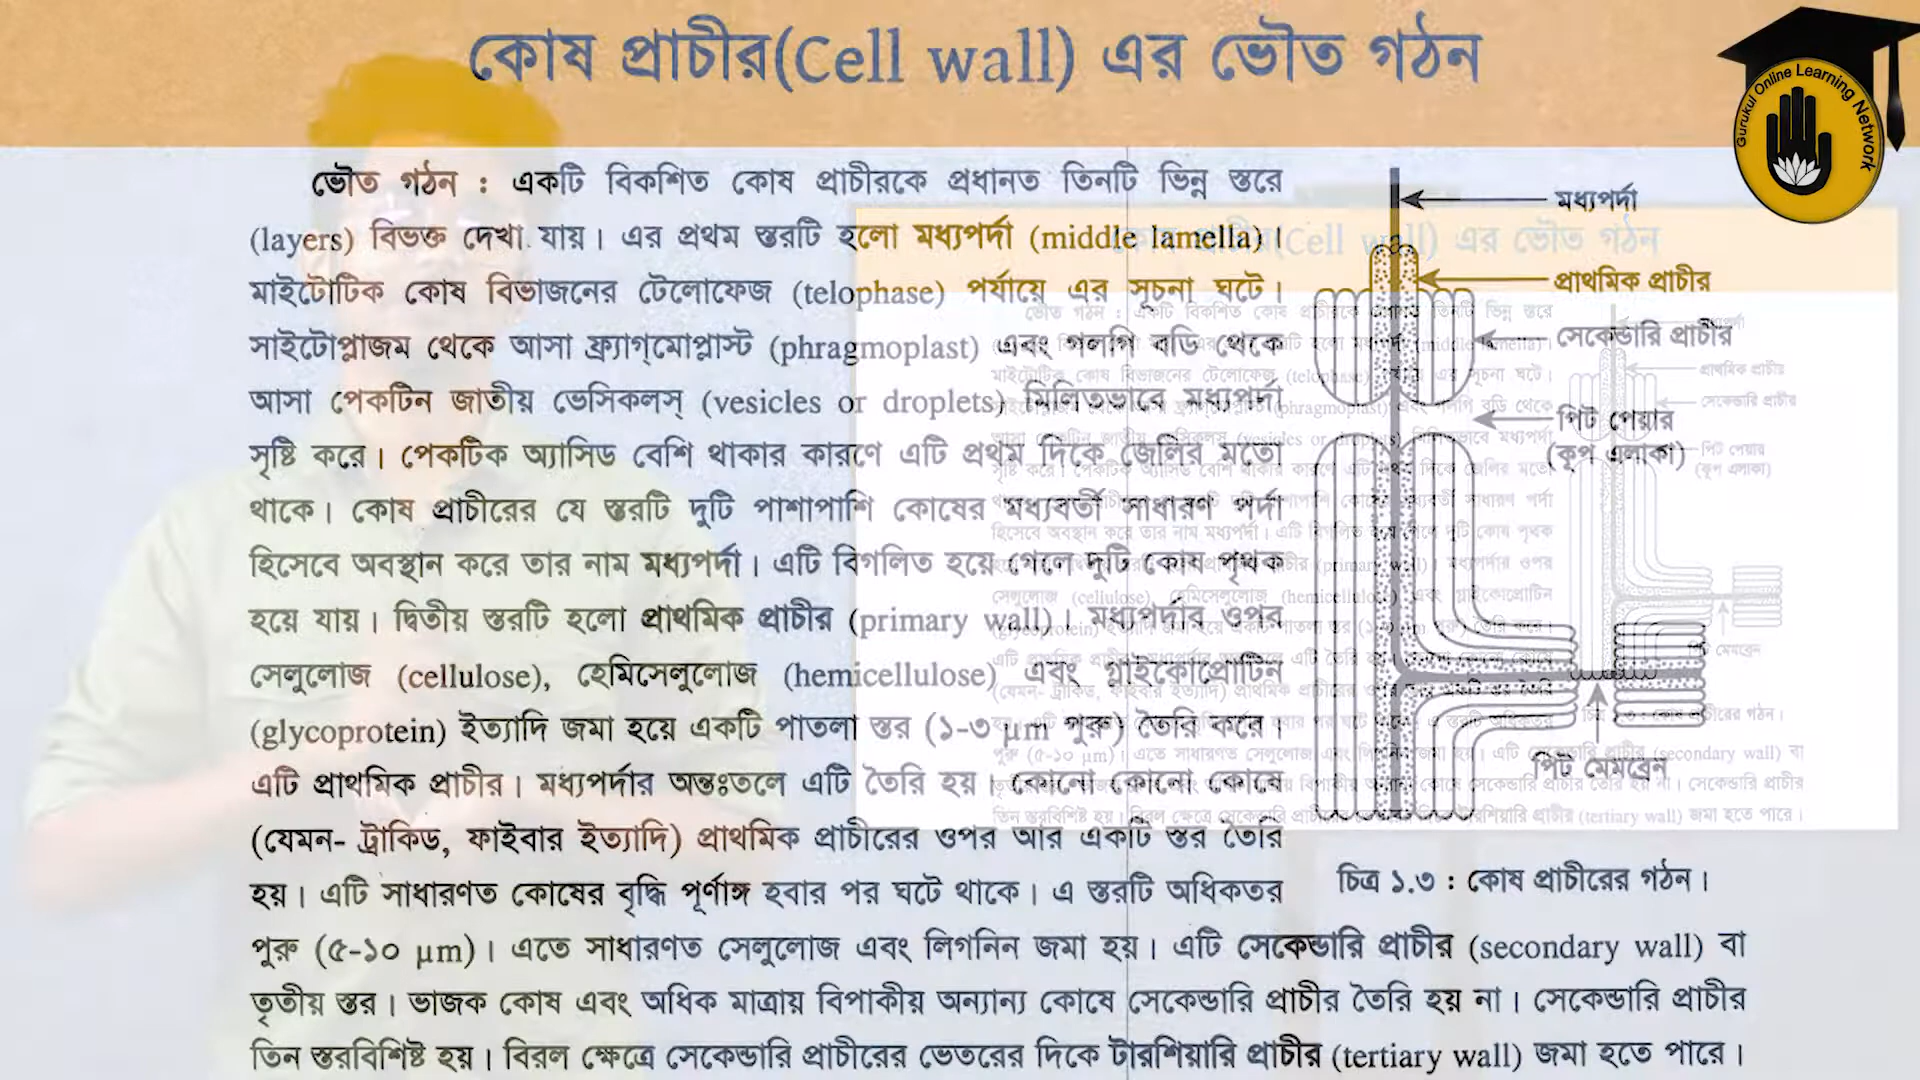 কোষ প্রাচীর(Cell wall) এর ভৌত গঠন
Gurukul Online Learning Network
ভৌত গঠন : একটি বিকশিত কোষ প্রাচীরকে প্রধানত তিনটি ভিন্ন স্তরে
(layers) বিভক্ত দেখা যায়। এর প্রথম স্তরটি হলো মধ্যপর্দা (middle lamella)।
মাইটোটিক কোষ বিভাজনের টেলোফেজ (telophase) পর্যায়ে এর সূচনা ঘটে।
সাইটোপ্লাজম থেকে আসা ফ্র্যাগ্‌মোপ্লাস্ট (phragmoplast) এবং গলগি বডি থেকে
আসা পেকটিন জাতীয় ভেসিকলস্ (vesicles or droplets) মিলিতভাবে মধ্যপর্দা
সৃষ্টি করে। পেকটিক অ্যাসিড বেশি থাকার কারণে এটি প্রথম দিকে জেলির মতো
থাকে। কোষ প্রাচীরের যে স্তরটি দুটি পাশাপাশি কোষের মধ্যবর্তী সাধারণ পর্দা
হিসেবে অবস্থান করে তার নাম মধ্যপর্দা। এটি বিগলিত হয়ে গেলে দুটি কোষ পৃথক
হয়ে যায়। দ্বিতীয় স্তরটি হলো প্রাথমিক প্রাচীর (primary wall)। মধ্যপর্দার ওপর
সেলুলোজ (cellulose), হেমিসেলুলোজ (hemicellulose) এবং গ্লাইকোপ্রোটিন
(glycoprotein) ইত্যাদি জমা হয়ে একটি পাতলা স্তর (১-৩ µm পুরু) তৈরি করে।
এটি প্রাথমিক প্রাচীর। মধ্যপর্দার অন্তঃতলে এটি তৈরি হয়। কোনো কোনো কোষে
(যেমন- ট্রাকিড, ফাইবার ইত্যাদি) প্রাথমিক প্রাচীরের ওপর আর একটি স্তর তৈরি
হয়। এটি সাধারণত কোষের বৃদ্ধি পূর্ণাঙ্গ হবার পর ঘটে থাকে। এ স্তরটি অধিকতর
পুরু (৫-১০ µm)। এতে সাধারণত সেলুলোজ এবং লিগনিন জমা হয়। এটি সেকেন্ডারি প্রাচীর (secondary wall) বা
তৃতীয় স্তর। ভাজক কোষ এবং অধিক মাত্রায় বিপাকীয় অন্যান্য কোষে সেকেন্ডারি প্রাচীর তৈরি হয় না। সেকেন্ডারি প্রাচীর
তিন স্তরবিশিষ্ট হয়। বিরল ক্ষেত্রে সেকেন্ডারি প্রাচীরের ভেতরের দিকে টারশিয়ারি প্রাচীর (tertiary wall) জমা হতে পারে।
মধ্যপর্দা
প্রাথমিক প্রাচীর
সেকেন্ডারি প্রাচীর
পিট পেয়ার
(কূপ এলাকা)
পিট মেমব্রেন
চিত্র ১.৩ : কোষ প্রাচীরের গঠন।